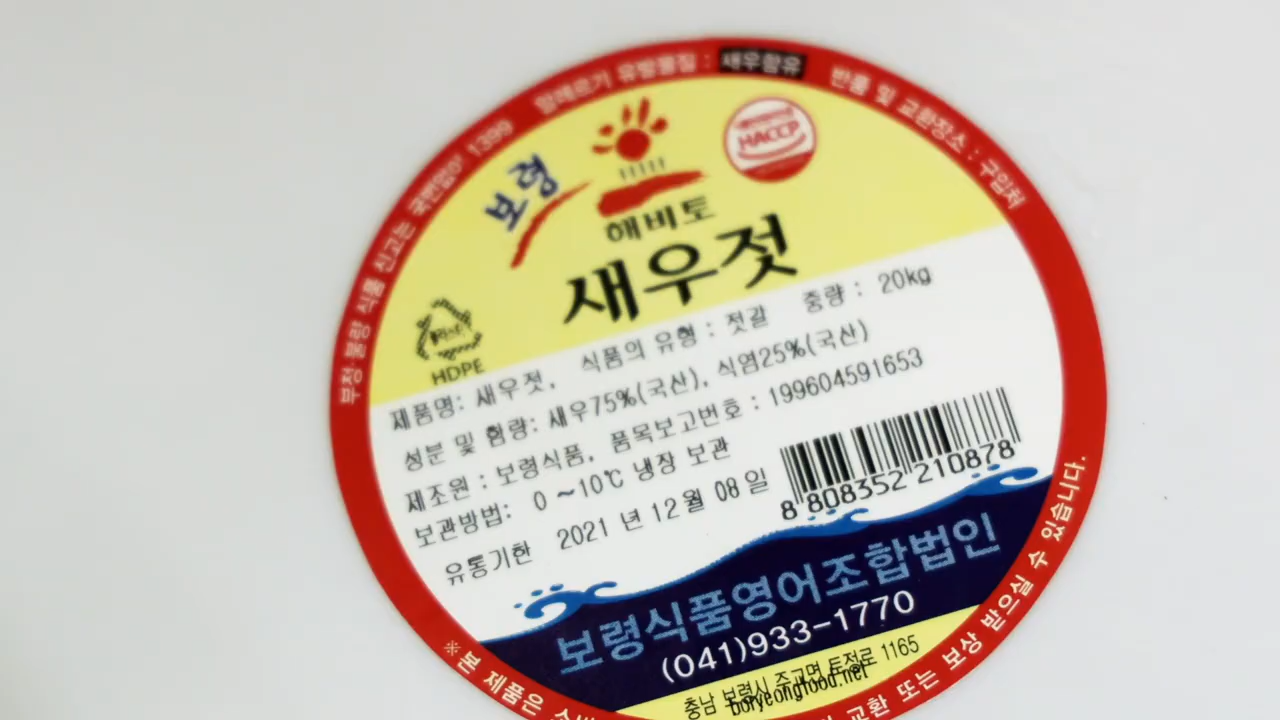 부정·불량 식품 신고는 국번없이 1399
알레르기 유발물질 : 새우함유
반품 및 교환장소 : 구입처
보령
해비토
HACCP
새우젓
HDPE
제품명: 새우젓, 식품의 유형 : 젓갈 중량 : 20kg
성분 및 함량: 새우75%(국산), 식염25%(국산)
제조원 : 보령식품, 품목보고번호 : 199604591653
보관방법: 0 ~10℃ 냉장 보관
유통기한 2021 년 12 월 08 일
8 808352 210878
보령식품영어조합법인
(041)933-1770
충남 보령시 주교면 토정로 1165
boryeongfood.net
※본 제품은
교환 또는 보상 받으실 수 있습니다.